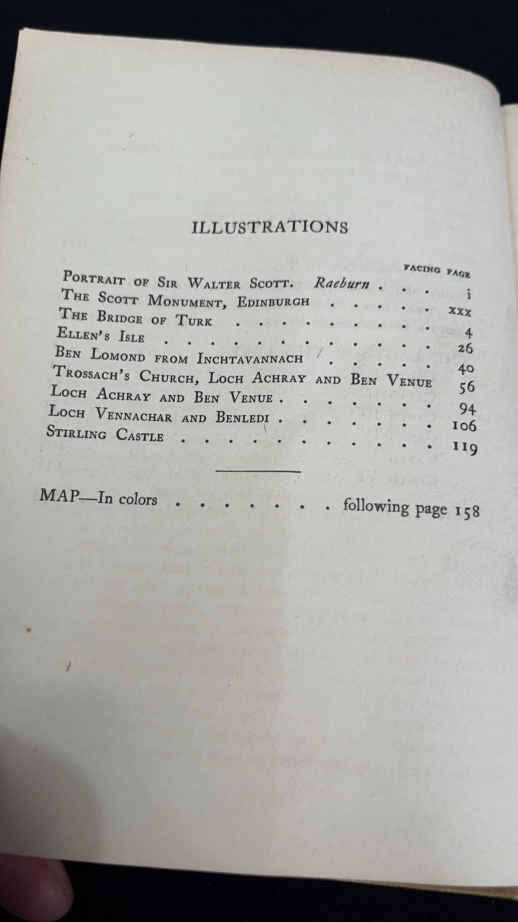 ILLUSTRATIONS
FACING PAGE
PORTRAIT OF SIR WALTER SCOTT. Raeburn . . . i
THE SCOTT MONUMENT, EDINBURGH . . . . . xxx
THE BRIDGE OF TURK . . . . . . . . 4
ELLEN'S ISLE . . . . . . . . . . . 26
BEN LOMOND FROM INCHTAVANNACH . . . . . 40
TROSSACH'S CHURCH, LOCH ACHRAY AND BEN VENUE 56
LOCH ACHRAY AND BEN VENUE . . . . . . 94
LOCH VENNACHAR AND BENLEDI . . . . . . 106
STIRLING CASTLE . . . . . . . . . . 119
MAP—In colors . . . . . . . following page 158